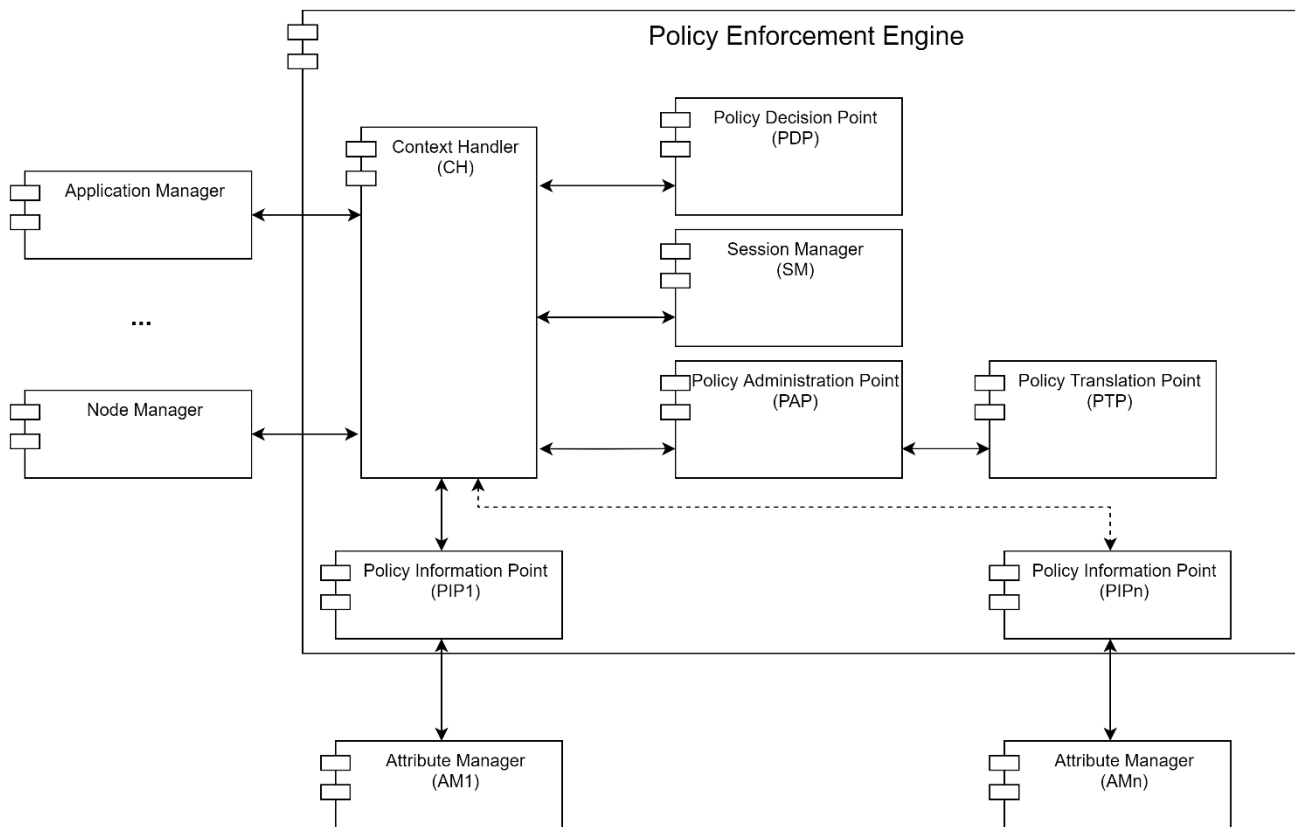 Policy Enforcement Engine
Policy Decision Point
(PDP)
Context Handler
(CH)
Application Manager
Session Manager
(SM)
...
Policy Administration Point
(PAP)
Policy Translation Point
(PTP)
Node Manager
Policy Information Point
(PIP1)
Policy Information Point
(PIPn)
Attribute Manager
(AM1)
Attribute Manager
(AMn)